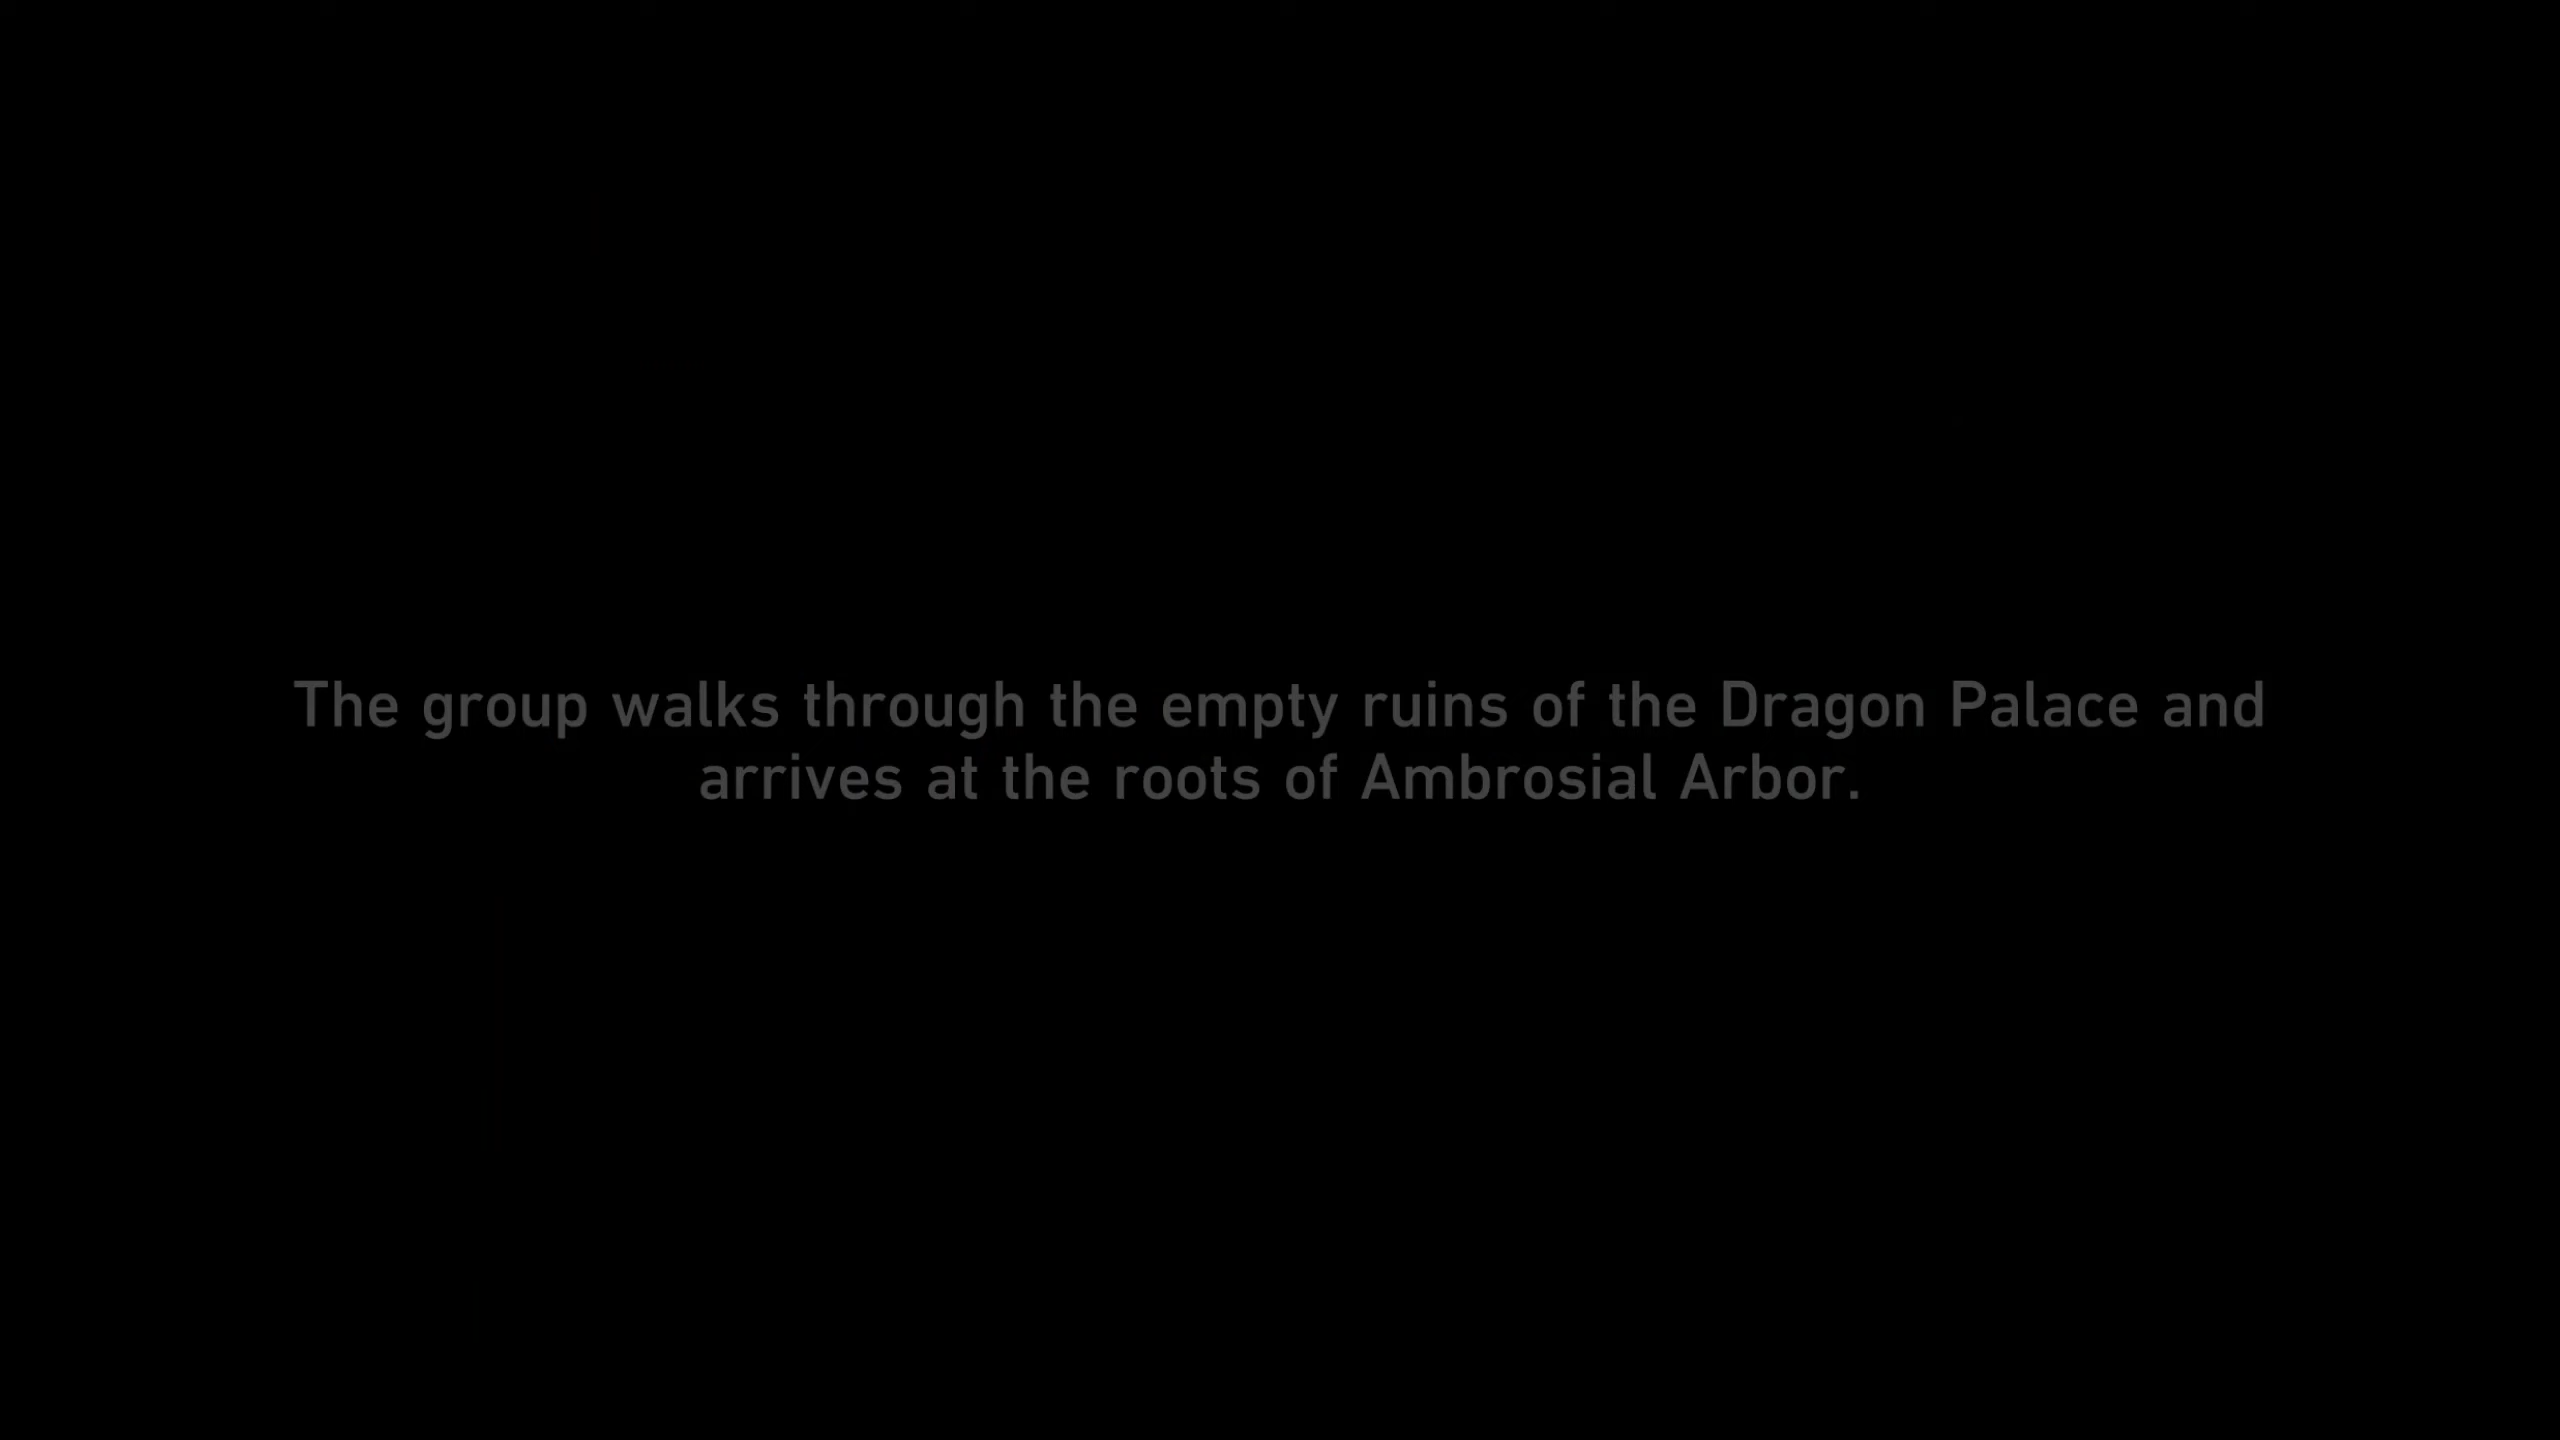 The group walks through the empty ruins of the Dragon Palace and
arrives at the roots of Ambrosial Arbor.